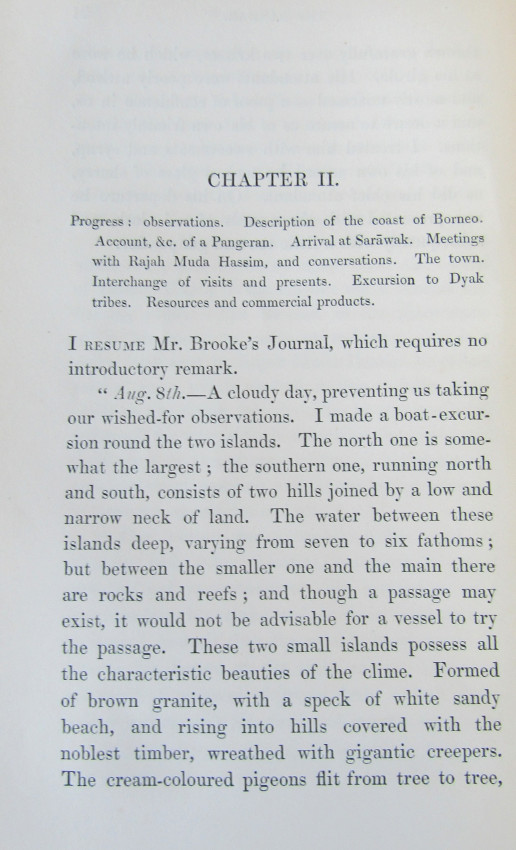 CHAPTER II.
Progress: observations. Description of the coast of Borneo.
Account, &c. of a Pangeran. Arrival at Sarāwak. Meetings
with Rajah Muda Hassim, and conversations. The town.
Interchange of visits and presents. Excursion to Dyak
tribes. Resources and commercial products.
I RESUME Mr. Brooke's Journal, which requires no
introductory remark.
“ Aug. 8th.—A cloudy day, preventing us taking
our wished-for observations. I made a boat-excur-
sion round the two islands. The north one is some-
what the largest; the southern one, running north
and south, consists of two hills joined by a low and
narrow neck of land. The water between these
islands deep, varying from seven to six fathoms;
but between the smaller one and the main there
are rocks and reefs; and though a passage may
exist, it would not be advisable for a vessel to try
the passage. These two small islands possess all
the characteristic beauties of the clime. Formed
of brown granite, with a speck of white sandy
beach, and rising into hills covered with the
noblest timber, wreathed with gigantic creepers.
The cream-coloured pigeons flit from tree to tree,